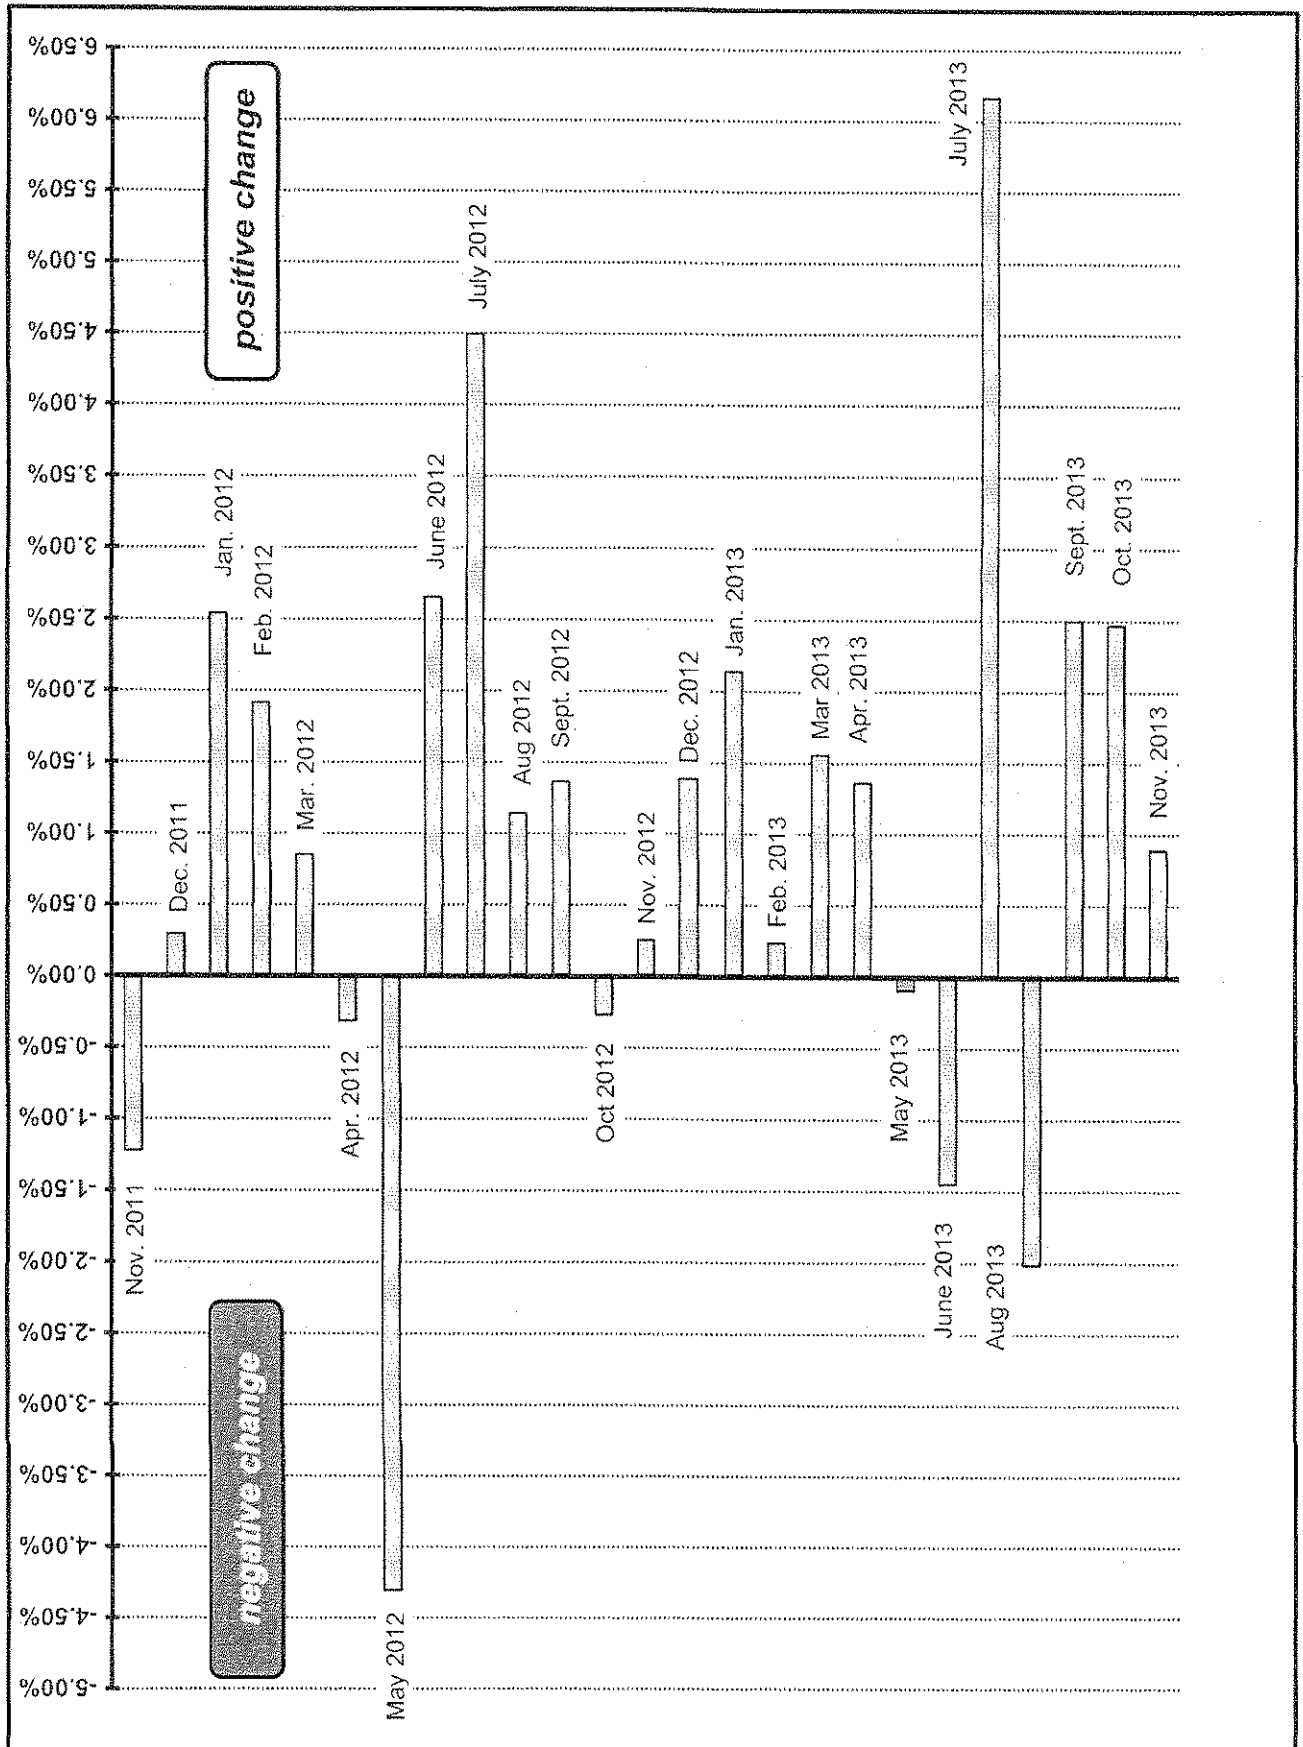 6.50%
6.00%
5.50%
5.00%
4.50%
4.00%
3.50%
3.00%
2.50%
2.00%
1.50%
1.00%
0.50%
0.00%
-0.50%
-1.00%
-1.50%
-2.00%
-2.50%
-3.00%
-3.50%
-4.00%
-4.50%
-5.00%
positive change
negative change
Nov. 2011
Dec. 2011
Jan. 2012
Feb. 2012
Mar. 2012
Apr. 2012
May 2012
June 2012
July 2012
Aug 2012
Sept. 2012
Oct 2012
Nov. 2012
Dec. 2012
Jan. 2013
Feb. 2013
Mar 2013
Apr. 2013
May 2013
June 2013
July 2013
Aug 2013
Sept. 2013
Oct. 2013
Nov. 2013